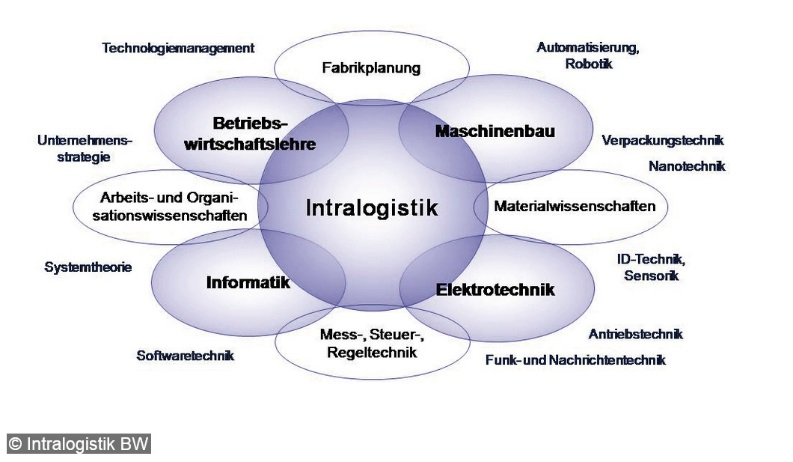 Technologiemanagement
Fabrikplanung
Automatisierung,
Robotik
Betriebs-
wirtschaftslehre
Maschinenbau
Unternehmens-
strategie
Verpackungstechnik
Nanotechnik
Arbeits- und Organi-
sationswissenschaften
Intralogistik
Materialwissenschaften
Systemtheorie
Informatik
Elektrotechnik
ID-Technik,
Sensorik
Mess-, Steuer-,
Regeltechnik
Antriebstechnik
Softwaretechnik
Funk- und Nachrichtentechnik
© Intralogistik BW